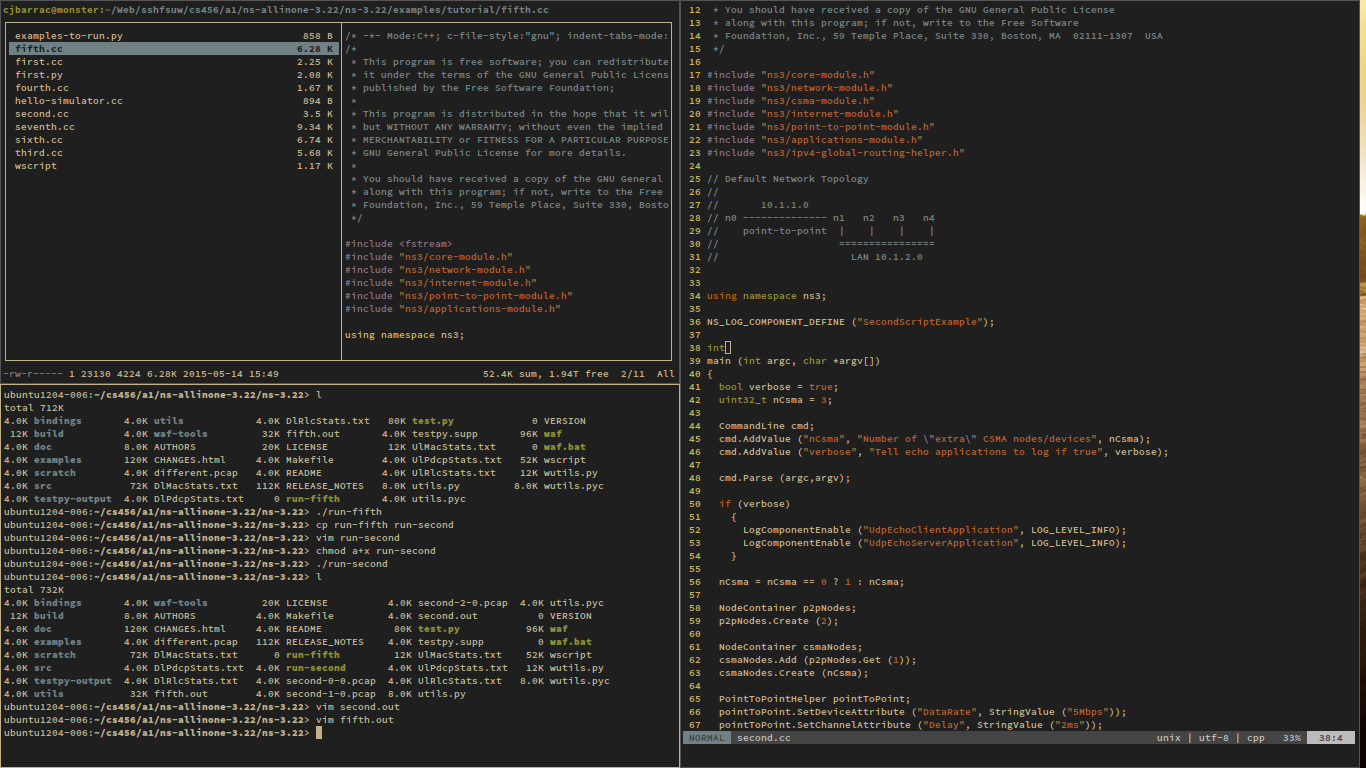 cjbarrac@monster:~/Web/sshfsuw/cs456/a1/ns-allinone-3.22/ns-3.22/examples/tutorial/fifth.cc
examples-to-run.py 858 B
fifth.cc 6.28 K
first.cc 2.25 K
first.py 2.08 K
fourth.cc 1.67 K
hello-simulator.cc 894 B
second.cc 3.5 K
seventh.cc 9.34 K
sixth.cc 6.74 K
third.cc 5.68 K
wscript 1.17 K
/* -*- Mode:C++; c-file-style:"gnu"; indent-tabs-mode:
/*
 * This program is free software; you can redistribute
 * it under the terms of the GNU General Public Licens
 * published by the Free Software Foundation;
 *
 * This program is distributed in the hope that it wil
 * but WITHOUT ANY WARRANTY; without even the implied
 * MERCHANTABILITY or FITNESS FOR A PARTICULAR PURPOSE
 * GNU General Public License for more details.
 *
 * You should have received a copy of the GNU General
 * along with this program; if not, write to the Free
 * Foundation, Inc., 59 Temple Place, Suite 330, Bosto
 */
#include <fstream>
#include "ns3/core-module.h"
#include "ns3/network-module.h"
#include "ns3/internet-module.h"
#include "ns3/point-to-point-module.h"
#include "ns3/applications-module.h"
using namespace ns3;
-rw-r----- 1 23130 4224 6.28K 2015-05-14 15:49 52.4K sum, 1.94T free 2/11 All
ubuntu1204-006:~/cs456/a1/ns-allinone-3.22/ns-3.22> l
total 712K
4.0K bindings 4.0K utils 4.0K DlRlcStats.txt 80K test.py 0 VERSION
12K build 4.0K waf-tools 32K fifth.out 4.0K testpy.supp 96K waf
4.0K doc 8.0K AUTHORS 20K LICENSE 12K UlMacStats.txt 0 waf.bat
4.0K examples 120K CHANGES.html 4.0K Makefile 4.0K UlPdcpStats.txt 52K wscript
4.0K scratch 4.0K different.pcap 4.0K README 4.0K UlRlcStats.txt 12K wutils.py
4.0K src 72K DlMacStats.txt 112K RELEASE_NOTES 8.0K utils.py 8.0K wutils.pyc
4.0K testpy-output 4.0K DlPdcpStats.txt 0 run-fifth 4.0K utils.pyc
ubuntu1204-006:~/cs456/a1/ns-allinone-3.22/ns-3.22> ./run-fifth
ubuntu1204-006:~/cs456/a1/ns-allinone-3.22/ns-3.22> cp run-fifth run-second
ubuntu1204-006:~/cs456/a1/ns-allinone-3.22/ns-3.22> vim run-second
ubuntu1204-006:~/cs456/a1/ns-allinone-3.22/ns-3.22> chmod a+x run-second
ubuntu1204-006:~/cs456/a1/ns-allinone-3.22/ns-3.22> ./run-second
ubuntu1204-006:~/cs456/a1/ns-allinone-3.22/ns-3.22> l
total 732K
4.0K bindings 4.0K waf-tools 20K LICENSE 4.0K second-2-0.pcap 4.0K utils.pyc
12K build 8.0K AUTHORS 4.0K Makefile 4.0K second.out 0 VERSION
4.0K doc 120K CHANGES.html 4.0K README 80K test.py 96K waf
4.0K examples 4.0K different.pcap 112K RELEASE_NOTES 4.0K testpy.supp 0 waf.bat
4.0K scratch 72K DlMacStats.txt 0 run-fifth 12K UlMacStats.txt 52K wscript
4.0K src 4.0K DlPdcpStats.txt 4.0K run-second 4.0K UlPdcpStats.txt 12K wutils.py
4.0K testpy-output 4.0K DlRlcStats.txt 4.0K second-0-0.pcap 4.0K UlRlcStats.txt 8.0K wutils.pyc
4.0K utils 32K fifth.out 4.0K second-1-0.pcap 8.0K utils.py
ubuntu1204-006:~/cs456/a1/ns-allinone-3.22/ns-3.22> vim second.out
ubuntu1204-006:~/cs456/a1/ns-allinone-3.22/ns-3.22> vim fifth.out
ubuntu1204-006:~/cs456/a1/ns-allinone-3.22/ns-3.22>
12  * You should have received a copy of the GNU General Public License
13  * along with this program; if not, write to the Free Software
14  * Foundation, Inc., 59 Temple Place, Suite 330, Boston, MA  02111-1307  USA
15  */
16
17 #include "ns3/core-module.h"
18 #include "ns3/network-module.h"
19 #include "ns3/csma-module.h"
20 #include "ns3/internet-module.h"
21 #include "ns3/point-to-point-module.h"
22 #include "ns3/applications-module.h"
23 #include "ns3/ipv4-global-routing-helper.h"
24
25 // Default Network Topology
26 //
27 //       10.1.1.0
28 // n0 -------------- n1   n2   n3   n4
29 //    point-to-point  |    |    |    |
30 //                    ================
31 //                      LAN 10.1.2.0
32
33
34 using namespace ns3;
35
36 NS_LOG_COMPONENT_DEFINE ("SecondScriptExample");
37
38 int
39 main (int argc, char *argv[])
40 {
41   bool verbose = true;
42   uint32_t nCsma = 3;
43
44   CommandLine cmd;
45   cmd.AddValue ("nCsma", "Number of \"extra\" CSMA nodes/devices", nCsma);
46   cmd.AddValue ("verbose", "Tell echo applications to log if true", verbose);
47
48   cmd.Parse (argc,argv);
49
50   if (verbose)
51     {
52       LogComponentEnable ("UdpEchoClientApplication", LOG_LEVEL_INFO);
53       LogComponentEnable ("UdpEchoServerApplication", LOG_LEVEL_INFO);
54     }
55
56   nCsma = nCsma == 0 ? 1 : nCsma;
57
58   NodeContainer p2pNodes;
59   p2pNodes.Create (2);
60
61   NodeContainer csmaNodes;
62   csmaNodes.Add (p2pNodes.Get (1));
63   csmaNodes.Create (nCsma);
64
65   PointToPointHelper pointToPoint;
66   pointToPoint.SetDeviceAttribute ("DataRate", StringValue ("5Mbps"));
67   pointToPoint.SetChannelAttribute ("Delay", StringValue ("2ms"));
NORMAL second.cc unix | utf-8 | cpp 33% 38:4